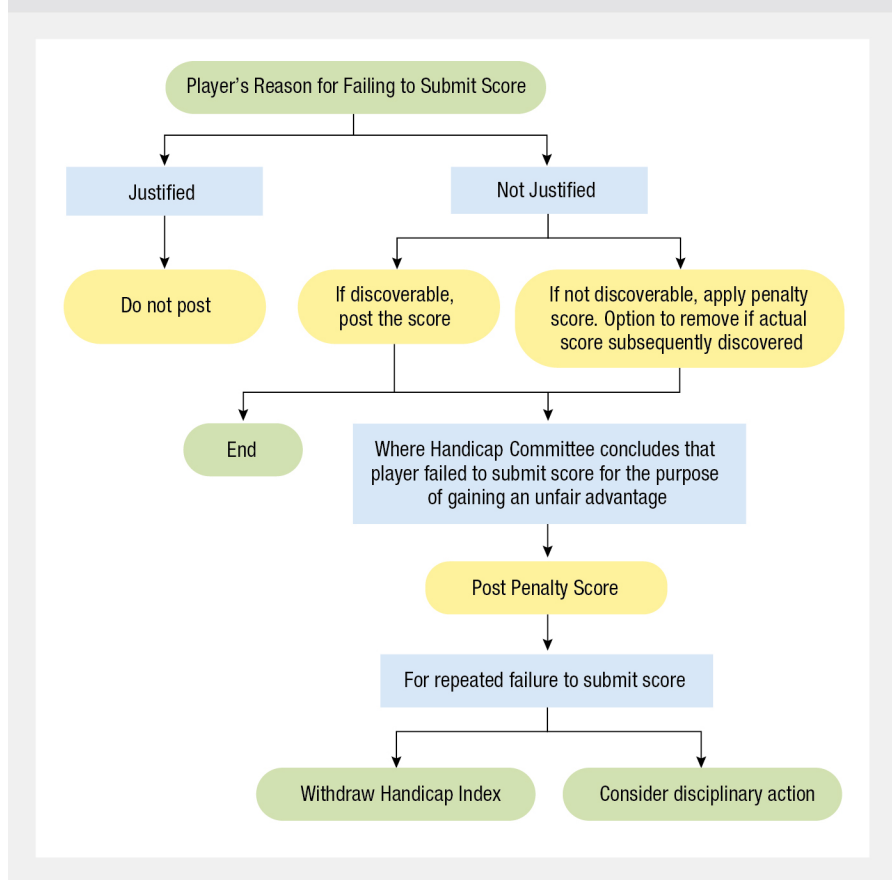 Player’s Reason for Failing to Submit Score
Justified
Not Justified
Do not post
If discoverable,
post the score
If not discoverable, apply penalty
score. Option to remove if actual
score subsequently discovered
End
Where Handicap Committee concludes that
player failed to submit score for the purpose
of gaining an unfair advantage
Post Penalty Score
For repeated failure to submit score
Withdraw Handicap Index
Consider disciplinary action